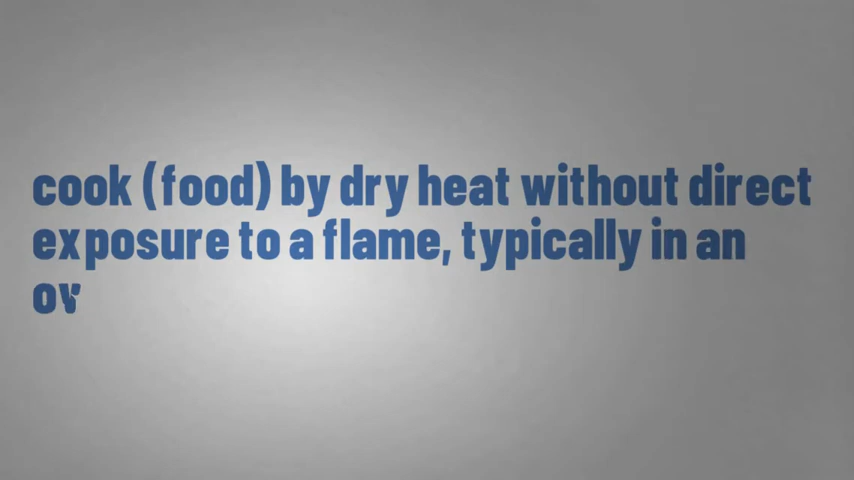 cook (food) by dry heat without direct
exposure to a flame, typically in an
ov